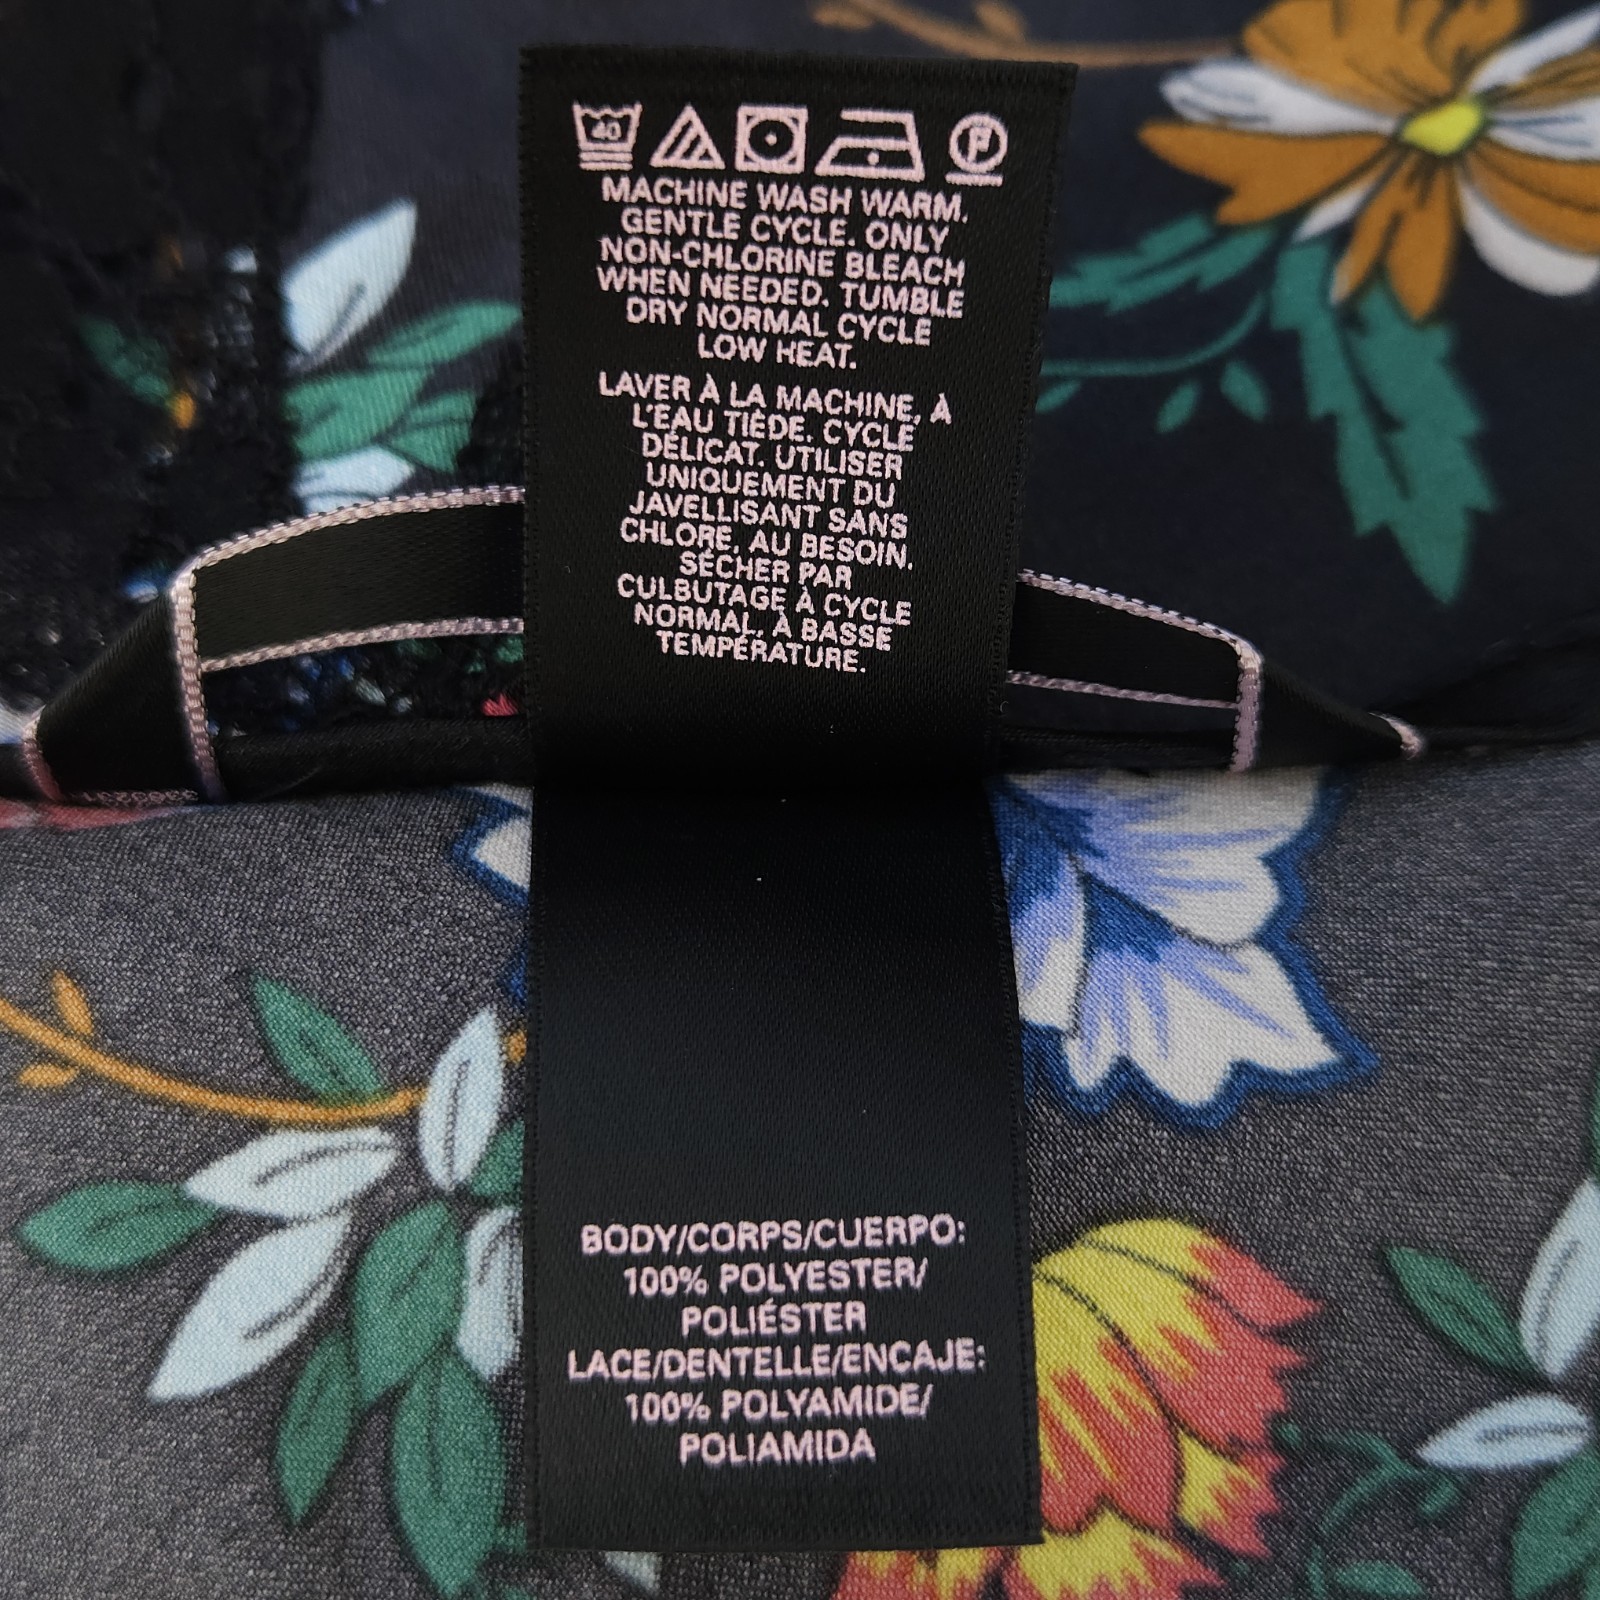 40
P
MACHINE WASH WARM.
GENTLE CYCLE. ONLY
NON-CHLORINE BLEACH
WHEN NEEDED. TUMBLE
DRY NORMAL CYCLE
LOW HEAT.
LAVER À LA MACHINE, À
L'EAU TIÈDE. CYCLE
DÉLICAT. UTILISER
UNIQUEMENT DU
JAVELLISANT SANS
CHLORE, AU BESOIN.
SÉCHER PAR
CULBUTAGE À CYCLE
NORMAL, À BASSE
TEMPÉRATURE.
BODY/CORPS/CUERPO:
100% POLYESTER/
POLIÉSTER
LACE/DENTELLE/ENCAJE:
100% POLYAMIDE/
POLIAMIDA